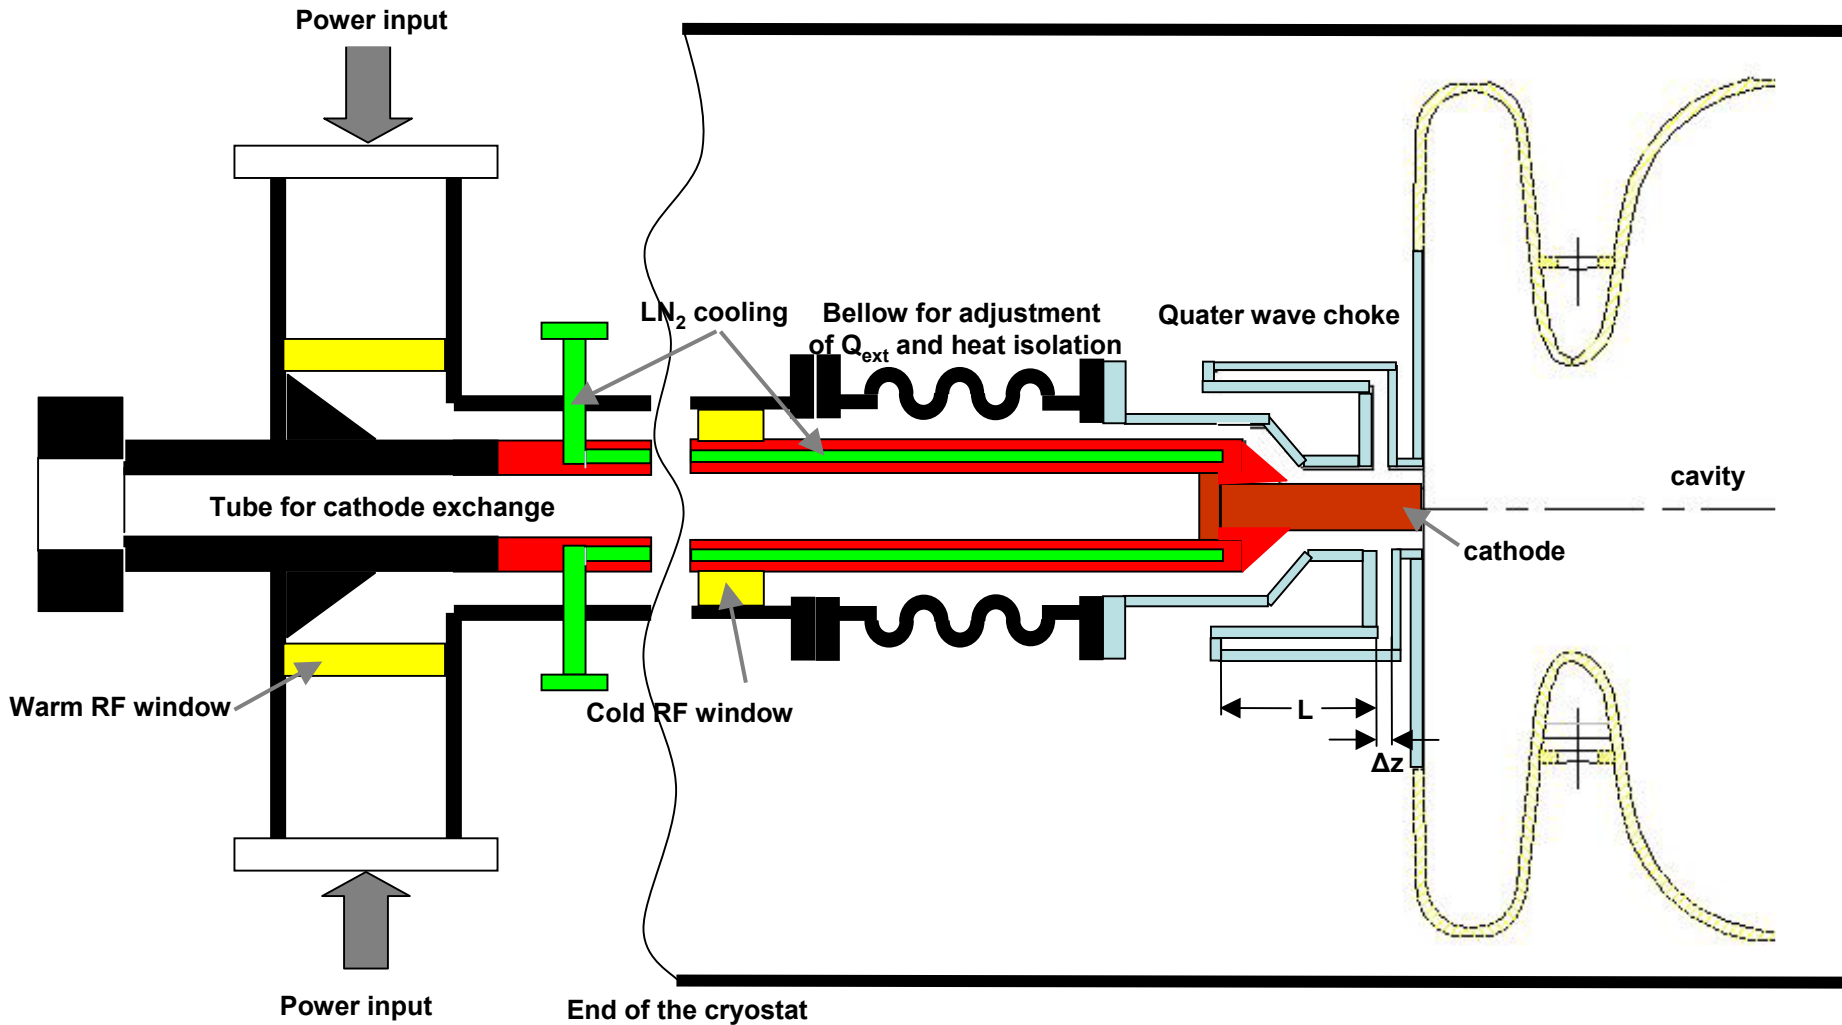 Power input
LN2 cooling
Bellow for adjustment
of Qext and heat isolation
Quater wave choke
Tube for cathode exchange
cavity
cathode
Warm RF window
Cold RF window
L
Δz
Power input
End of the cryostat